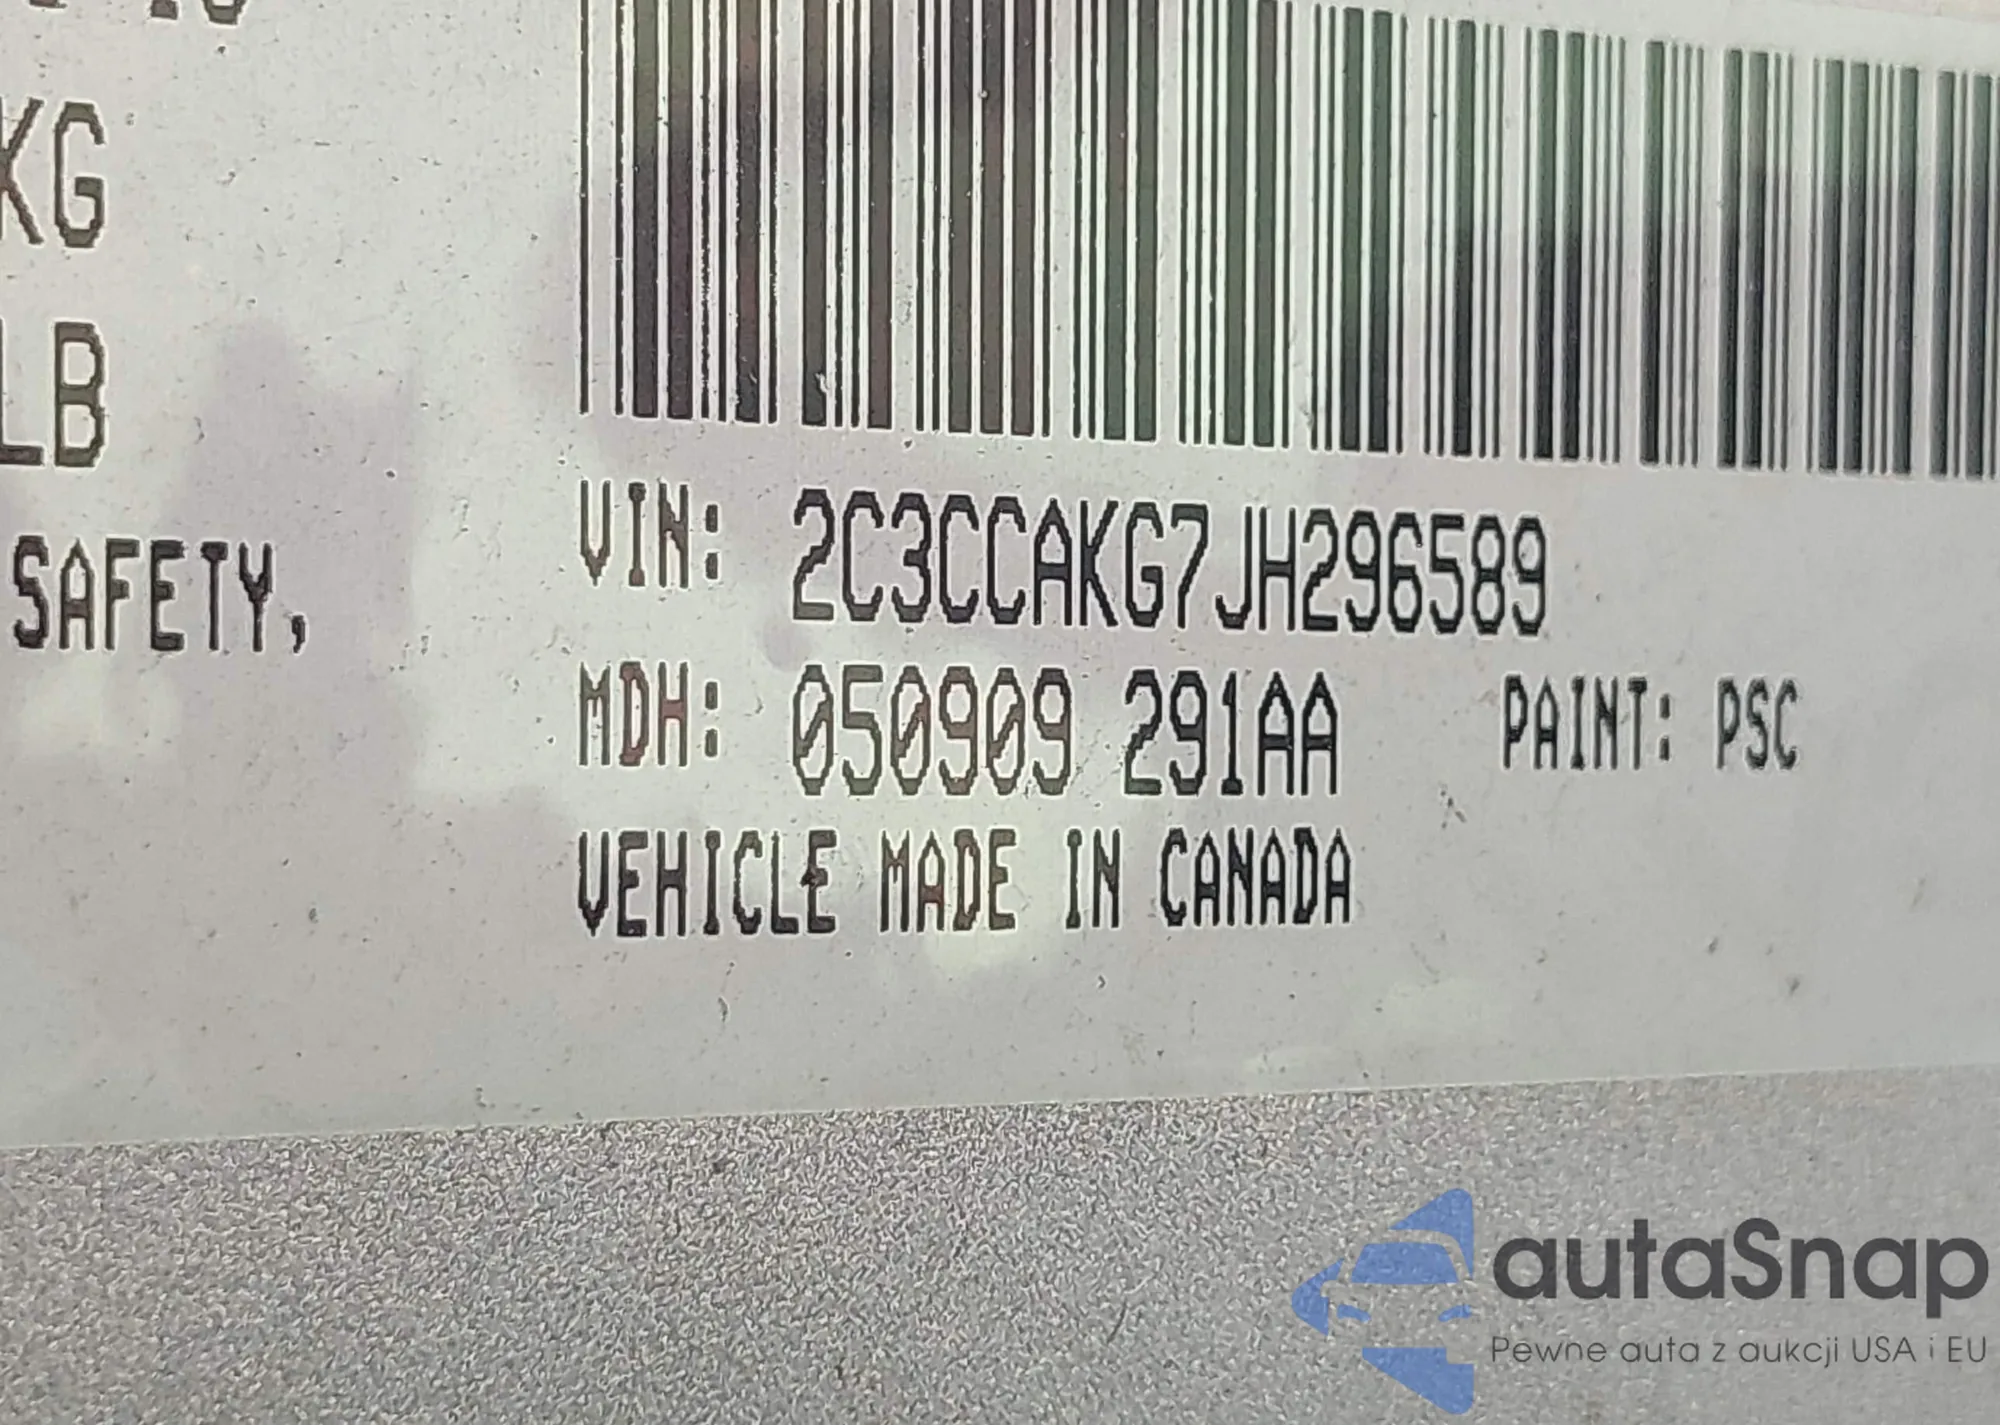 KG
LB
SAFETY,
VIN: 2C3CCAKG7JH296589
MDH: 050909 291AA PAINT: PSC
VEHICLE MADE IN CANADA
autaSnap
Pewne auta z aukcji USA i EU